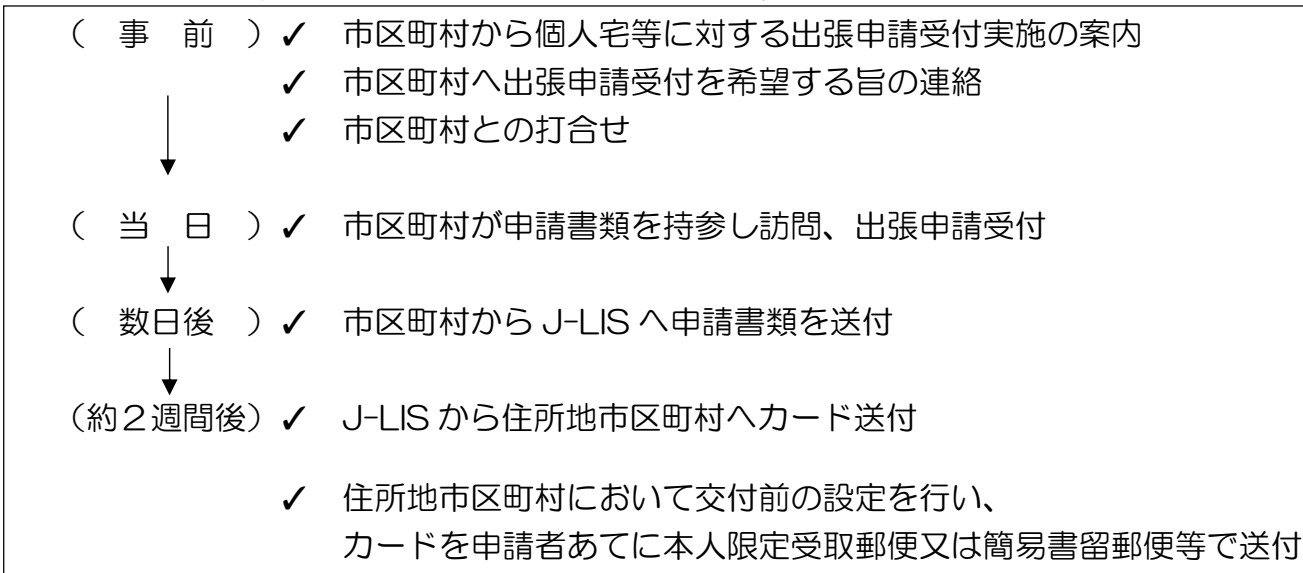 （　事　前　）✓　市区町村から個人宅等に対する出張申請受付実施の案内
✓　市区町村へ出張申請受付を希望する旨の連絡
✓　市区町村との打合せ
（　当　日　）✓　市区町村が申請書類を持参し訪問、出張申請受付
（　数日後　）✓　市区町村から J-LIS へ申請書類を送付
（約２週間後）✓　J-LIS から住所地市区町村へカード送付
✓　住所地市区町村において交付前の設定を行い、
カードを申請者あてに本人限定受取郵便又は簡易書留郵便等で送付